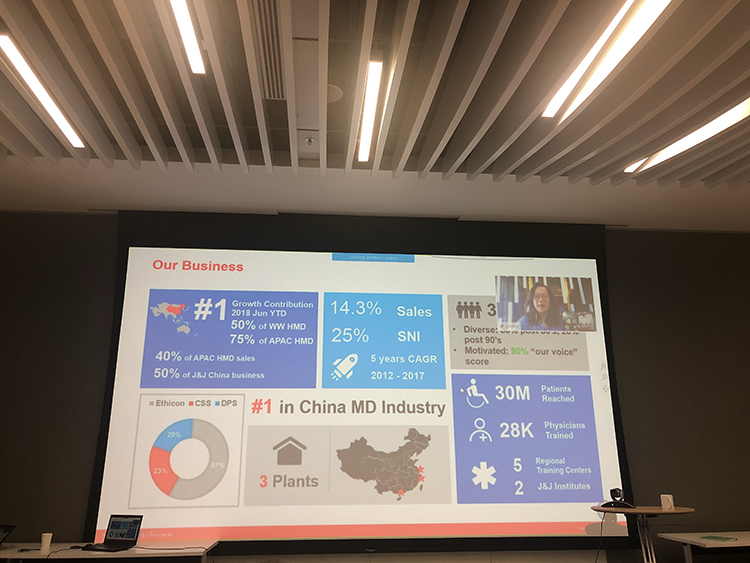 Our Business
#1
Growth Contribution
2018 Jun YTD
50% of WW HMD
75% of APAC HMD
40% of APAC HMD sales
50% of J&J China business
14.3% Sales
25% SNI
5 years CAGR
2012 - 2017
3
• Diverse:
post 90's
• Motivated: 90% "our voice"
score
Ethicon CSS DPS
20%
23%
57%
#1 in China MD Industry
3 Plants
30M Patients
Reached
28K Physicians
Trained
5 Regional
Training Centers
2 J&J Institutes